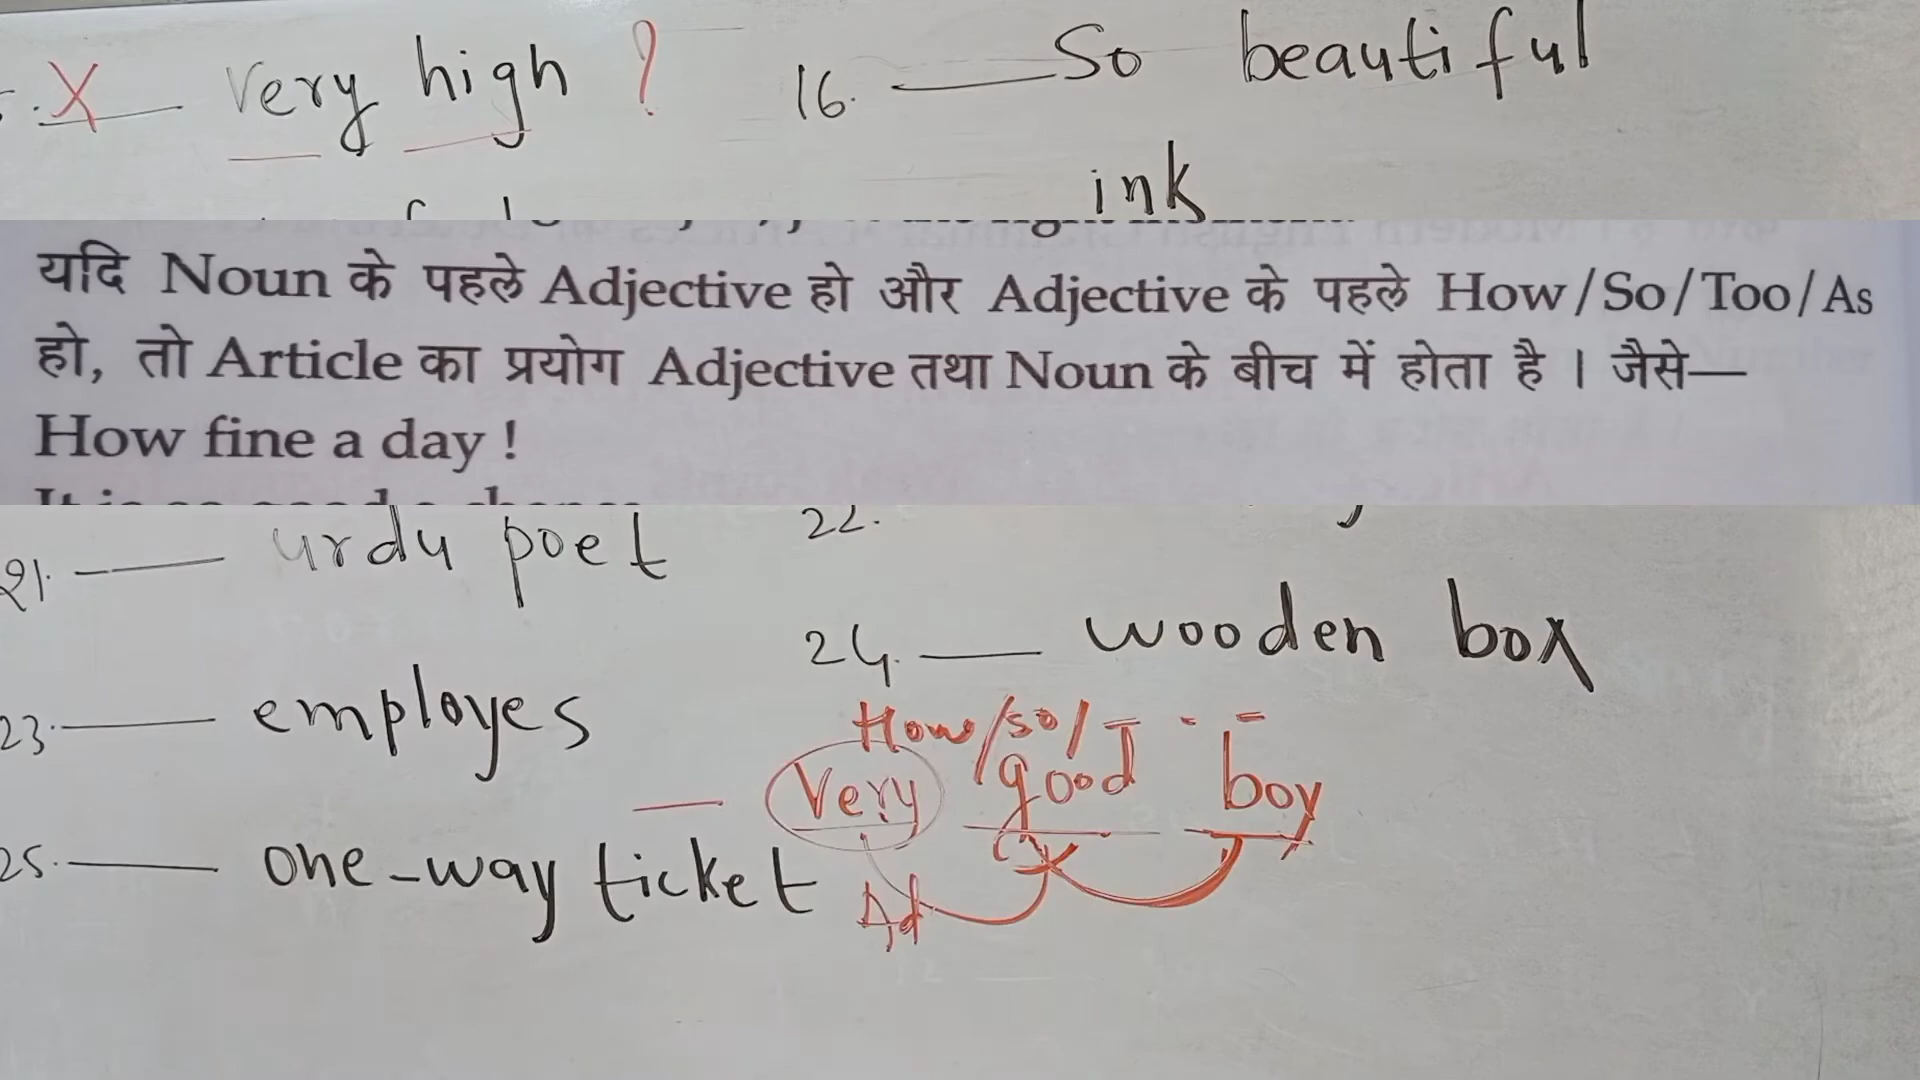 X Very high ?
16. So beautiful
ink
यदि Noun के पहले Adjective हो और Adjective के पहले How/So/Too/As
हो, तो Article का प्रयोग Adjective तथा Noun के बीच में होता है । जैसे—
How fine a day !
21. urdu poet
22.
24. wooden box
23. employes
How/so/
Very good boy
25. one-way ticket
Ad